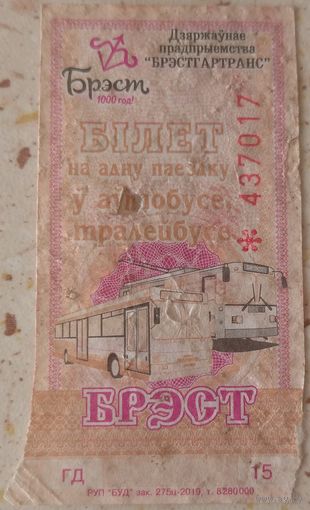 Дзяржаўнае
прадпрыемства
"БРЭСТГАРТРАНС"
Брэст
1000 год!
БІЛЕТ
на адну паездку
ў аўтобусе,
тралейбусе
437017
БРЭСТ
ГД 15
РУП "БУД" зак. 275ц-2019, т. 8280000